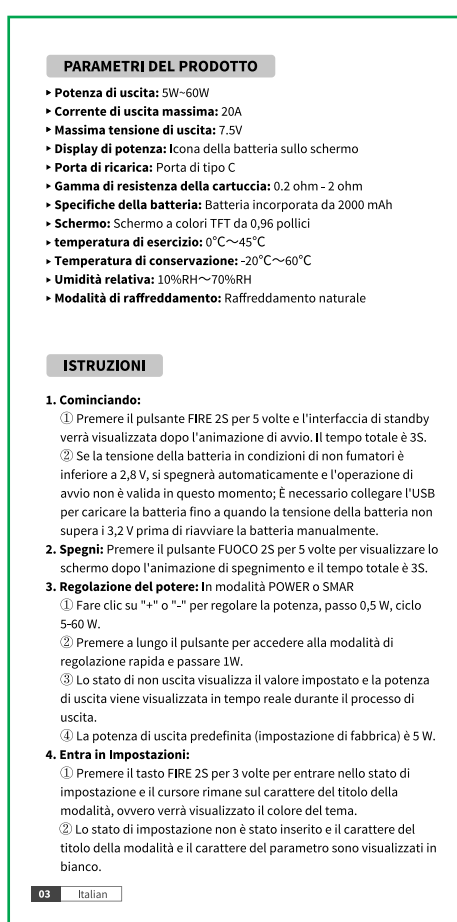 PARAMETRI DEL PRODOTTO
▸ Potenza di uscita: 5W~60W
▸ Corrente di uscita massima: 20A
▸ Massima tensione di uscita: 7.5V
▸ Display di potenza: Icona della batteria sullo schermo
▸ Porta di ricarica: Porta di tipo C
▸ Gamma di resistenza della cartuccia: 0.2 ohm - 2 ohm
▸ Specifiche della batteria: Batteria incorporata da 2000 mAh
▸ Schermo: Schermo a colori TFT da 0,96 pollici
▸ temperatura di esercizio: 0℃~45℃
▸ Temperatura di conservazione: -20℃~60℃
▸ Umidità relativa: 10%RH~70%RH
▸ Modalità di raffreddamento: Raffreddamento naturale
ISTRUZIONI
1. Cominciando:
① Premere il pulsante FIRE 2S per 5 volte e l'interfaccia di standby
verrà visualizzata dopo l'animazione di avvio. Il tempo totale è 3S.
② Se la tensione della batteria in condizioni di non fumatori è
inferiore a 2,8 V, si spegnerà automaticamente e l'operazione di
avvio non è valida in questo momento; È necessario collegare l'USB
per caricare la batteria fino a quando la tensione della batteria non
supera i 3,2 V prima di riavviare la batteria manualmente.
2. Spegni: Premere il pulsante FUOCO 2S per 5 volte per visualizzare lo
schermo dopo l'animazione di spegnimento e il tempo totale è 3S.
3. Regolazione del potere: In modalità POWER o SMAR
① Fare clic su "+" o "-" per regolare la potenza, passo 0,5 W, ciclo
5-60 W.
② Premere a lungo il pulsante per accedere alla modalità di
regolazione rapida e passare 1W.
③ Lo stato di non uscita visualizza il valore impostato e la potenza
di uscita viene visualizzata in tempo reale durante il processo di
uscita.
④ La potenza di uscita predefinita (impostazione di fabbrica) è 5 W.
4. Entra in Impostazioni:
① Premere il tasto FIRE 2S per 3 volte per entrare nello stato di
impostazione e il cursore rimane sul carattere del titolo della
modalità, ovvero verrà visualizzato il colore del tema.
② Lo stato di impostazione non è stato inserito e il carattere del
titolo della modalità e il carattere del parametro sono visualizzati in
bianco.
03 Italian